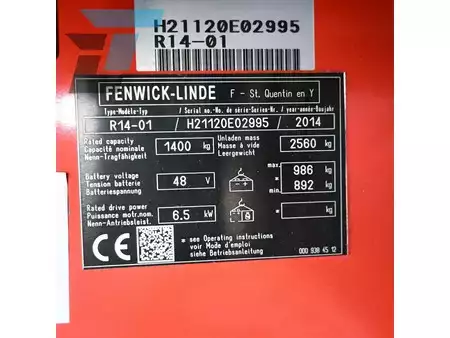 H21120E02995
R14-01
FENWICK-LINDE F - St. Quentin en Y
Type-Modèle-Typ / Serial no.-No. de série-Serien-Nr. / year-année-Baujahr
R14-01 / H21120E02995 / 2014
Rated capacity
Capacité nominale 1400 kg
Nenn-Tragfähigkeit
Unladen mass
Masse à vide 2560 kg
Leergewicht
Battery voltage
Tension batterie 48 V
Batteriespannung
max. 986 kg
min. 892 kg
Rated drive power
Puissance motr.nom. 6.5 kW
Nenn-Antriebsleist.
* kg
CE
* see Operating instructions
voir Mode d'emploi
siehe Betriebsanleitung
000 938 45 12